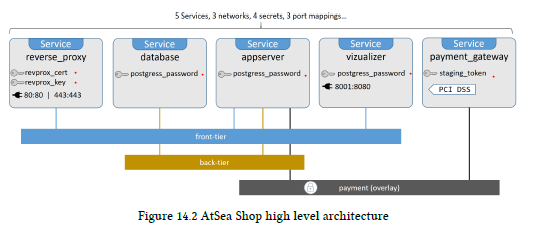 5 Services, 3 networks, 4 secrets, 3 port mappings...
Service
reverse_proxy
revprox_cert
revprox_key
80:80 | 443:443
Service
database
postgress_password
Service
appserver
postgress_password
Service
vizualizer
postgress_password
8001:8080
Service
payment_gateway
staging_token
PCI DSS
front-tier
back-tier
payment (overlay)
Figure 14.2 AtSea Shop high level architecture